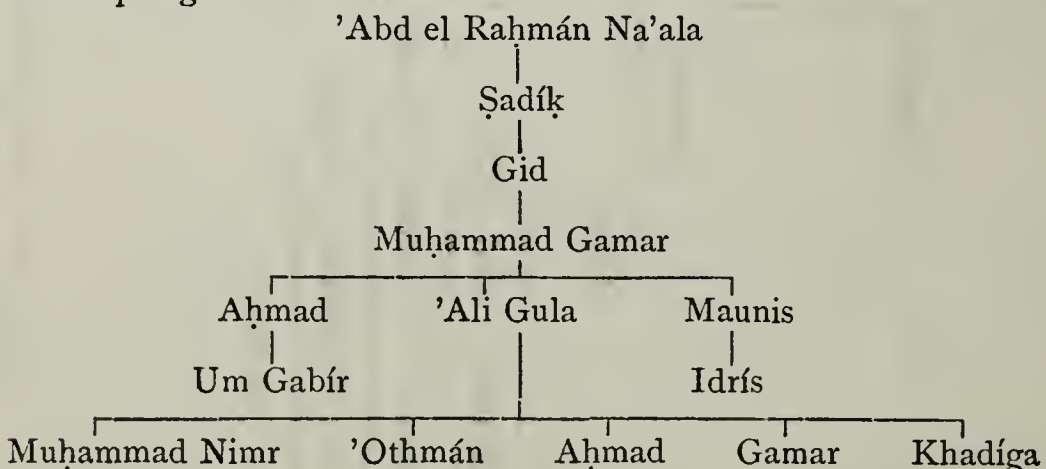 'Abd el Raḥmán Na'ala
Ṣadíḳ
Gid
Muḥammad Gamar
Aḥmad 'Ali Gula Maunis
Um Gabír Idrís
Muḥammad Nimr 'Othmán Aḥmad Gamar Khadíga